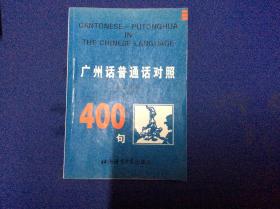 CANTONESE - PUTONGHUA
IN
THE CHINESE LANGUAGE
广州话普通话对照
400
句